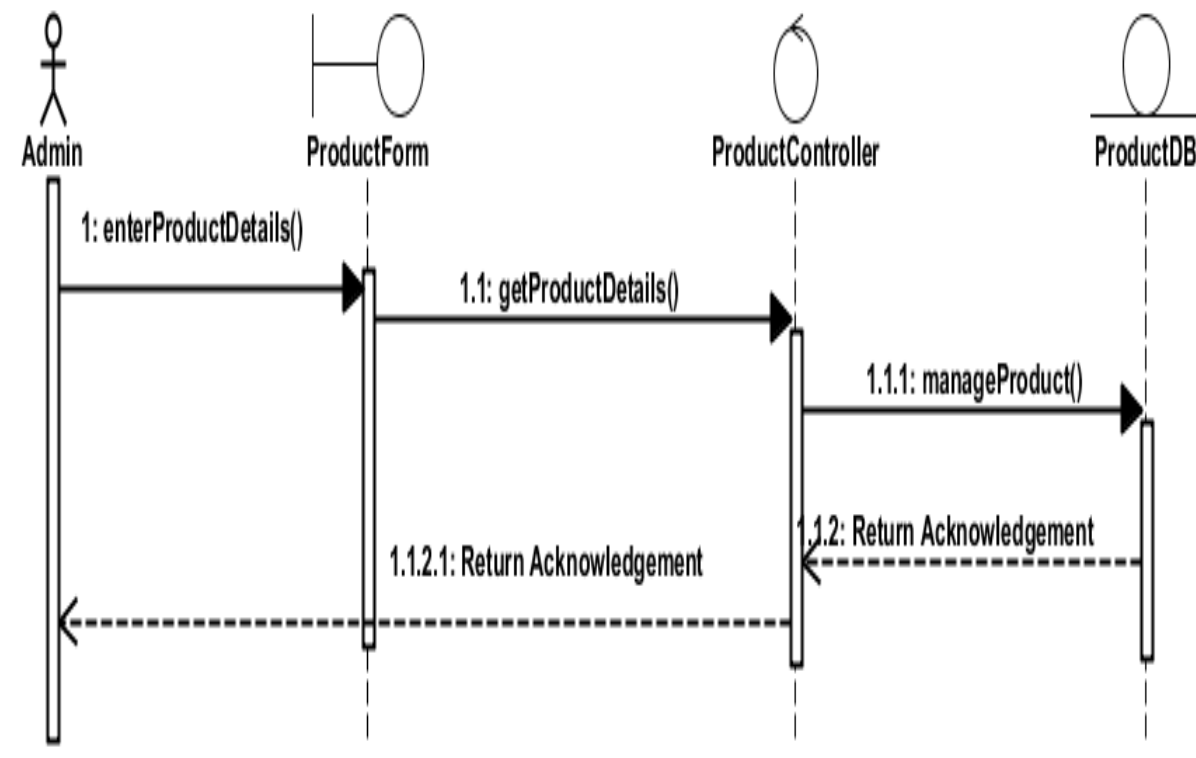 Admin
ProductForm
ProductController
ProductDB
1: enterProductDetails()
1.1: getProductDetails()
1.1.1: manageProduct()
1.1.2: Return Acknowledgement
1.1.2.1: Return Acknowledgement